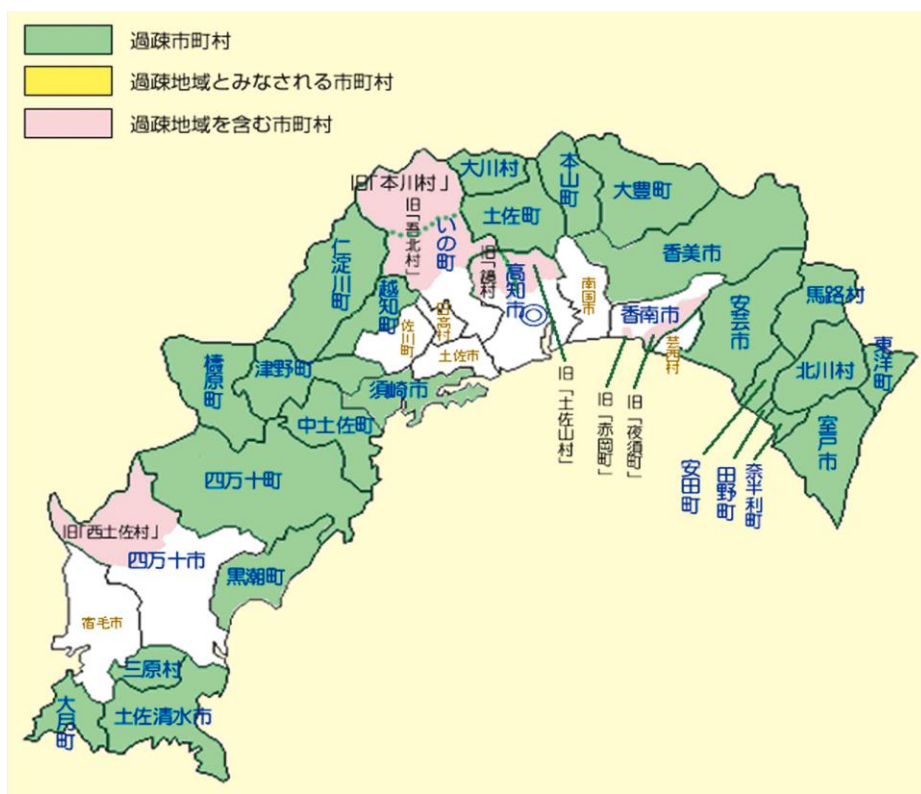 過疎市町村
過疎地域とみなされる市町村
過疎地域を含む市町村
旧「本川村」
大川村
本山町
大豊町
土佐町
旧「吾北村」
いの町
仁淀川町
越知町
旧「鏡村」
高知市
南国市
香美市
香南市
安芸市
馬路村
東洋町
北川村
室戸市
佐川町
日高村
土佐市
芸西村
檮原町
津野町
須崎市
中土佐町
旧「土佐山村」
旧「赤岡町」
旧「夜須町」
安田町
田野町
奈半利町
四万十町
旧「西土佐村」
四万十市
黒潮町
宿毛市
三原村
大月町
土佐清水市